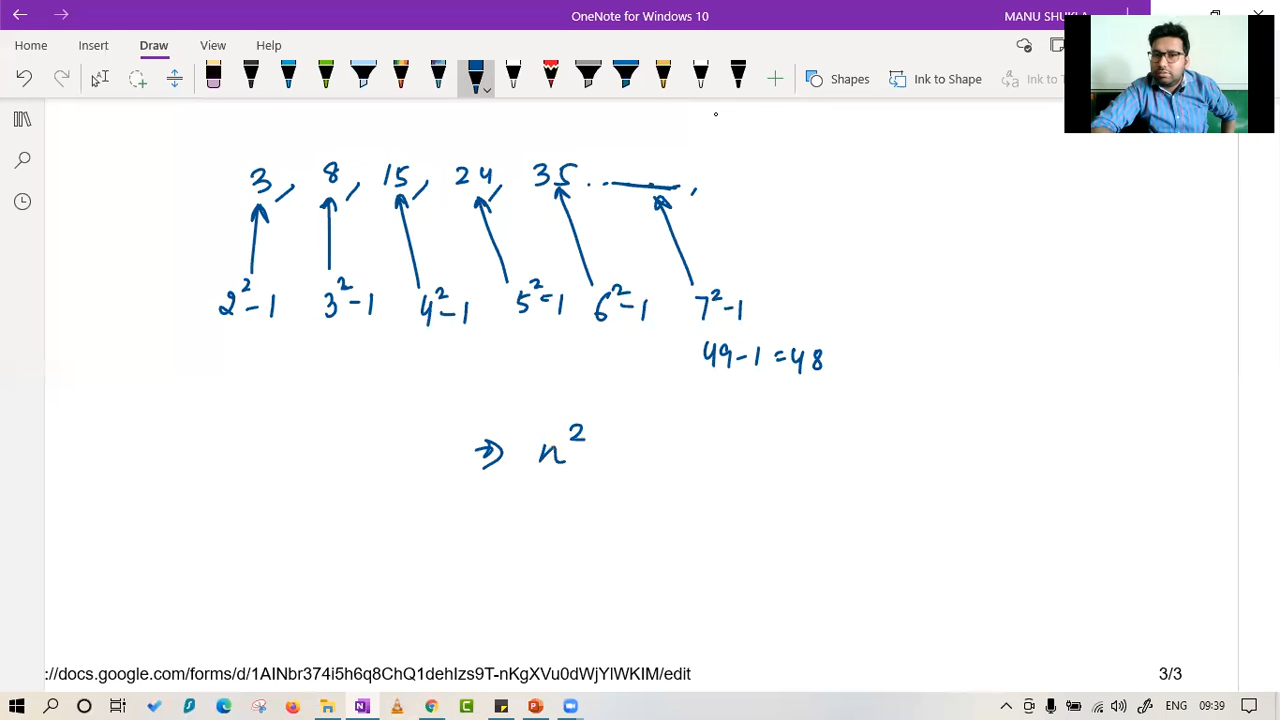 OneNote for Windows 10
MANU SHUKLA
Home Insert Draw View Help
Shapes Ink to Shape Ink to
3, 8, 15, 24, 35 .. ——,
2²-1 3²-1 4²-1 5²-1 6²-1 7²-1
49-1=48
⇒ n²
://docs.google.com/forms/d/1AINbr374i5h6q8ChQ1dehIzs9T-nKgXVu0dWjYlWKIM/edit
3/3
ENG 09:39